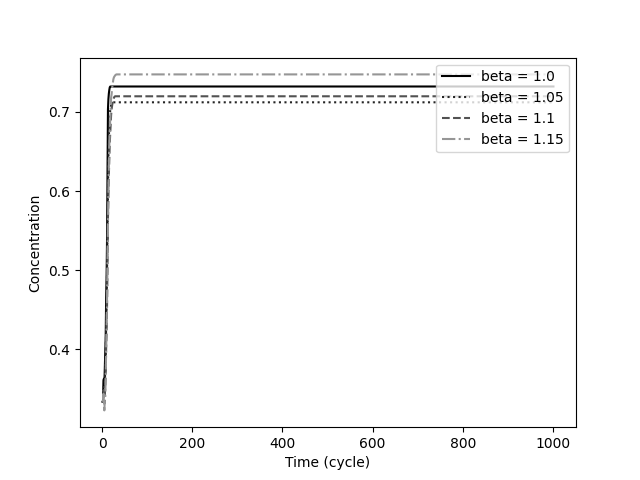 beta = 1.0
beta = 1.05
beta = 1.1
beta = 1.15
0.7
0.6
0.5
0.4
Concentration
0 200 400 600 800 1000
Time (cycle)